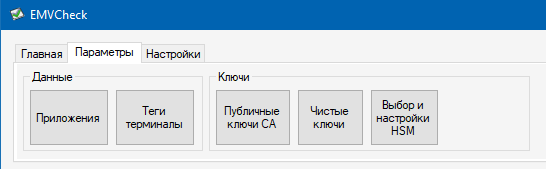 EMVCheck
Главная Параметры Настройки
Данные
Приложения
Теги
терминалы
Ключи
Публичные
ключи CA
Чистые
ключи
Выбор и
настройки
HSM